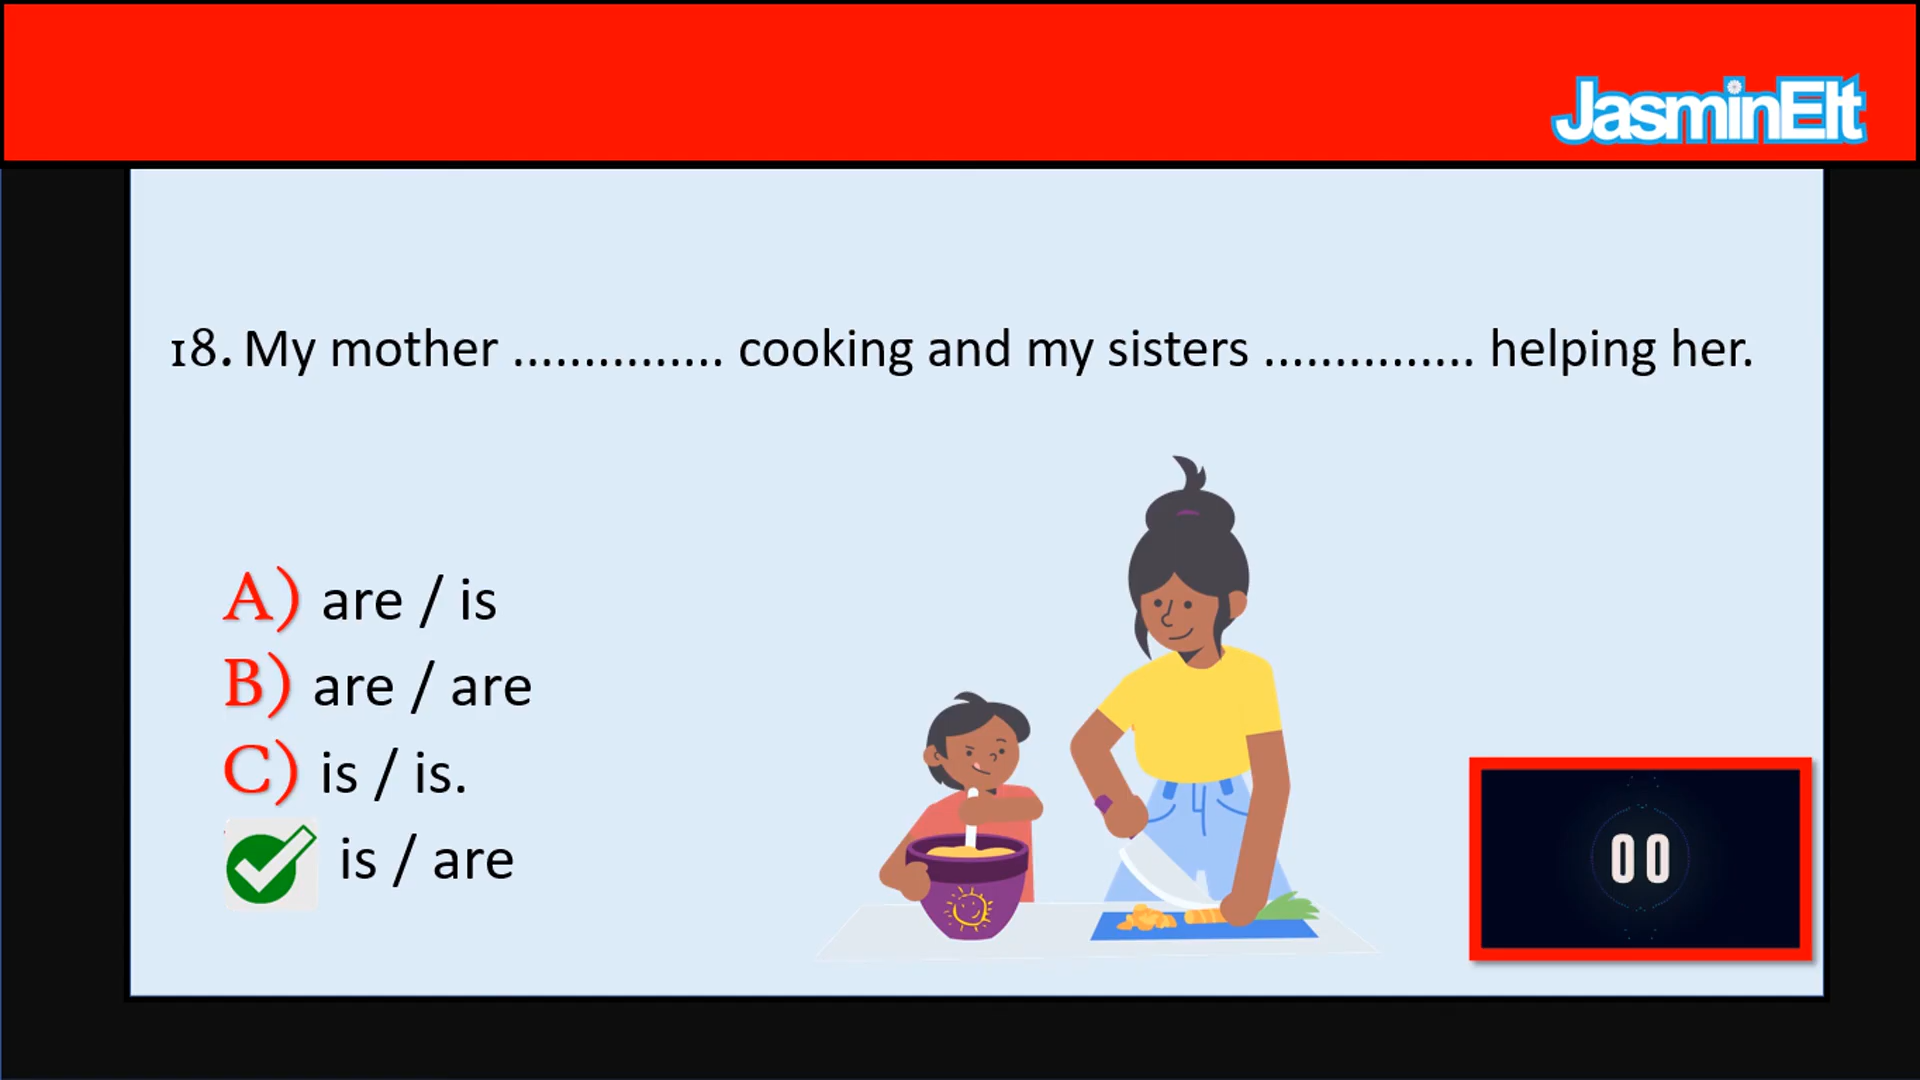 JasminElt
18. My mother ............... cooking and my sisters ............... helping her.
A) are / is
B) are / are
C) is / is.
is / are
00